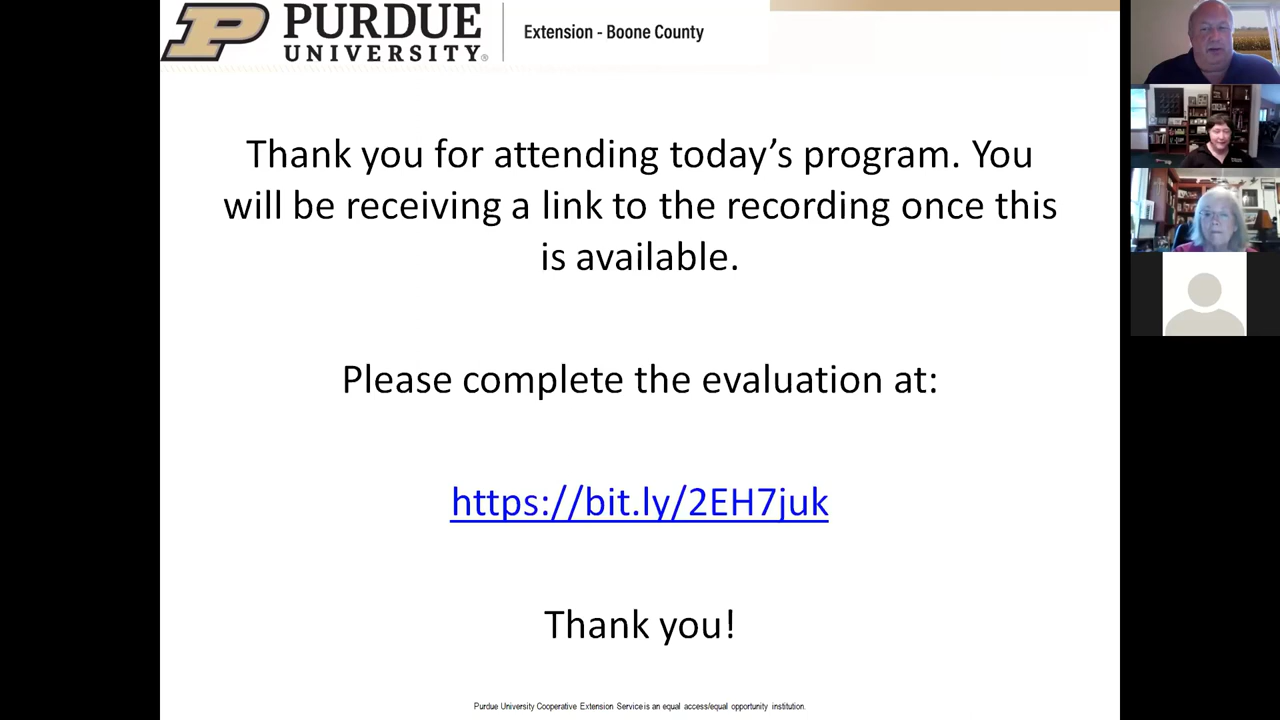 PURDUE
UNIVERSITY®
Extension - Boone County
Thank you for attending today’s program. You
will be receiving a link to the recording once this
is available.
Please complete the evaluation at:
https://bit.ly/2EH7juk
Thank you!
Purdue University Cooperative Extension Service is an equal access/equal opportunity institution.